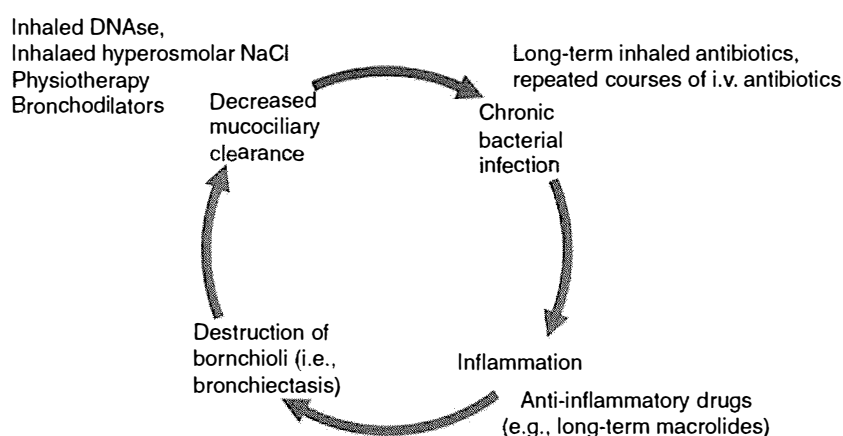 Inhaled DNAse,
Inhalaed hyperosmolar NaCl
Physiotherapy
Bronchodilators
Decreased
mucociliary
clearance
Long-term inhaled antibiotics,
repeated courses of i.v. antibiotics
Chronic
bacterial
infection
Inflammation
Anti-inflammatory drugs
(e.g., long-term macrolides)
Destruction of
bornchioli (i.e.,
bronchiectasis)